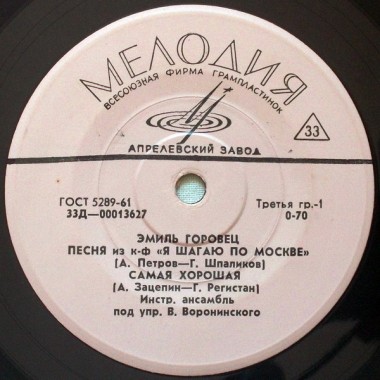 МЕЛОДИЯ
ВСЕСОЮЗНАЯ ФИРМА ГРАМПЛАСТИНОК
33
АПРЕЛЕВСКИЙ ЗАВОД
ГОСТ 5289-61
33Д—00013627
Третья гр.-1
0-70
ЭМИЛЬ ГОРОВЕЦ
ПЕСНЯ из к-ф «Я ШАГАЮ ПО МОСКВЕ»
(А. Петров—Г. Шпаликов)
САМАЯ ХОРОШАЯ
(А. Зацепин—Г. Регистан)
Инстр. ансамбль
под упр. В. Воронинского